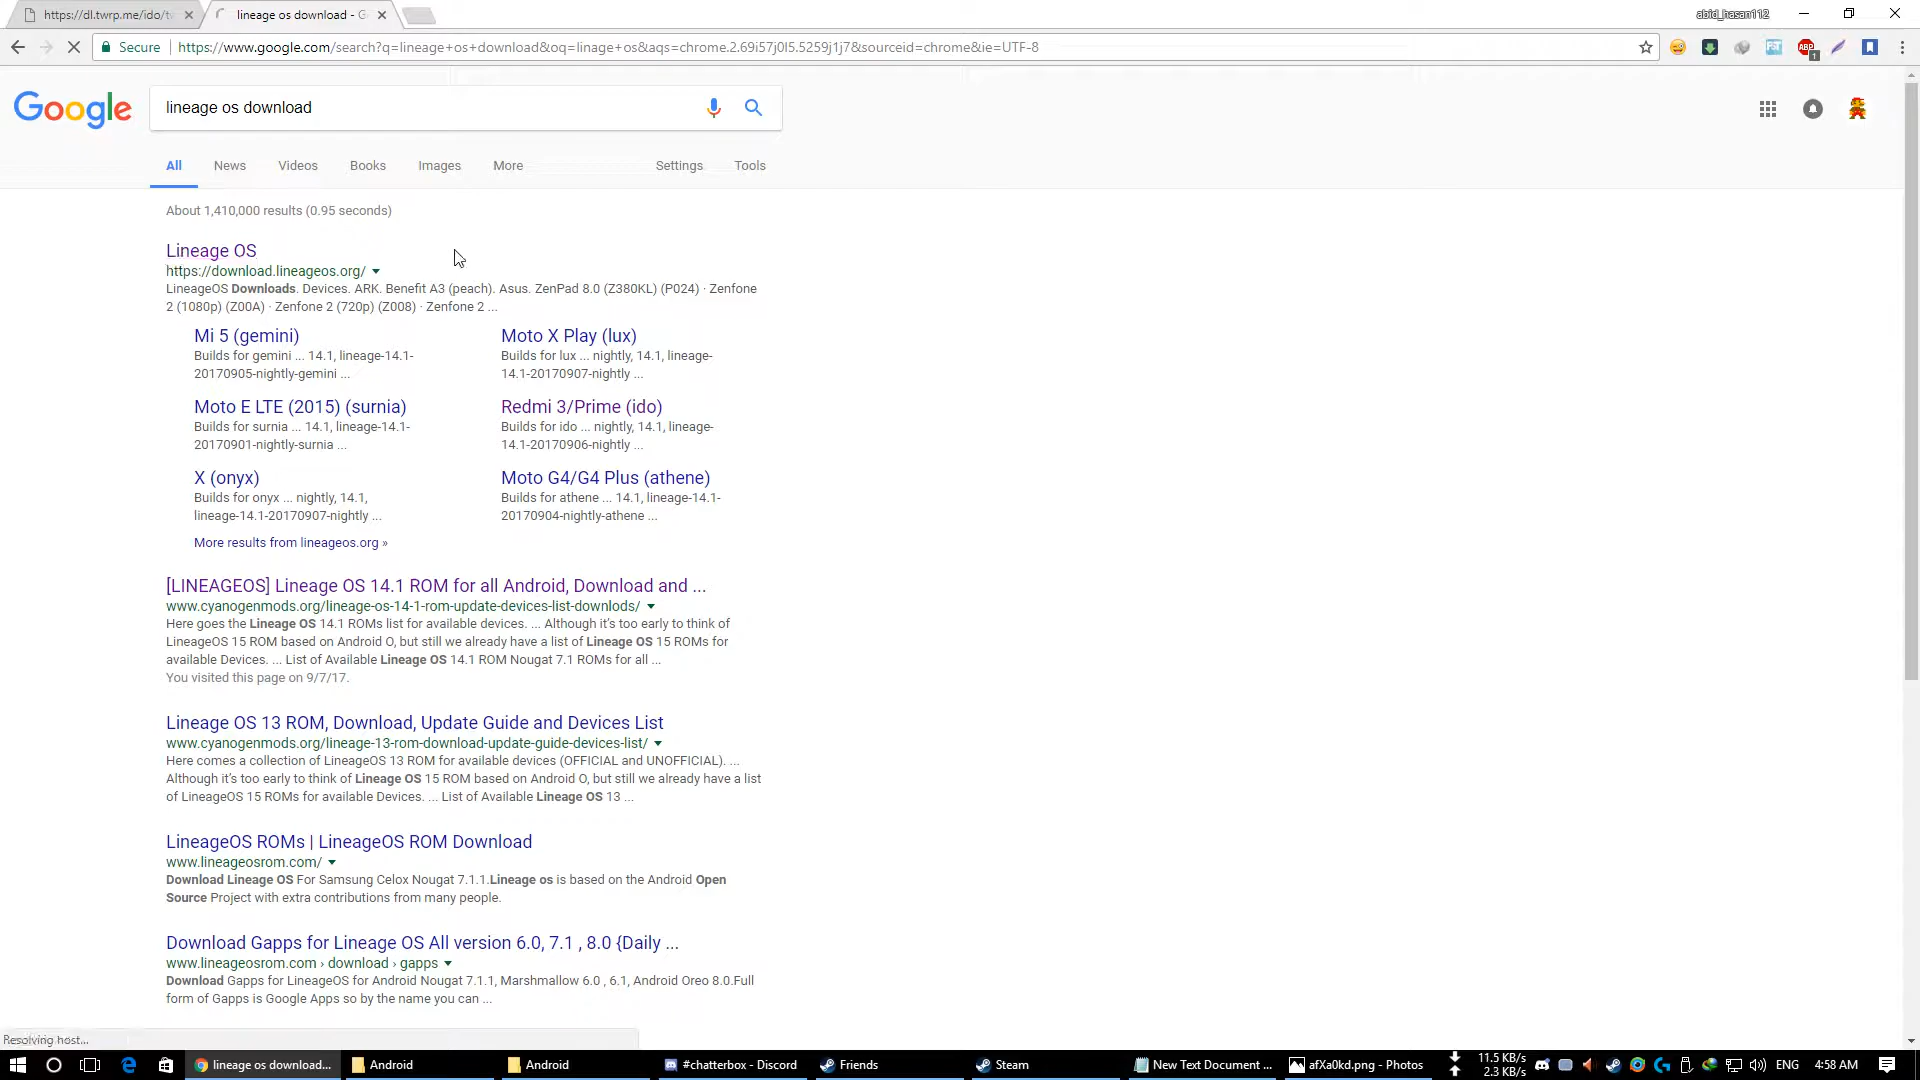 https://dl.twrp.me/ido/tw
lineage os download - G
abid_hasan112
Secure
https://www.google.com/search?q=lineage+os+download&oq=linage+os&aqs=chrome.2.69i57j0l5.5259j1j7&sourceid=chrome&ie=UTF-8
Google
lineage os download
All News Videos Books Images More Settings Tools
About 1,410,000 results (0.95 seconds)
Lineage OS
https://download.lineageos.org/
LineageOS Downloads. Devices. ARK. Benefit A3 (peach). Asus. ZenPad 8.0 (Z380KL) (P024) · Zenfone
2 (1080p) (Z00A) · Zenfone 2 (720p) (Z008) · Zenfone 2 ...
Mi 5 (gemini)
Builds for gemini ... 14.1, lineage-14.1-
20170905-nightly-gemini ...
Moto X Play (lux)
Builds for lux ... nightly, 14.1, lineage-
14.1-20170907-nightly ...
Moto E LTE (2015) (surnia)
Builds for surnia ... 14.1, lineage-14.1-
20170901-nightly-surnia ...
Redmi 3/Prime (ido)
Builds for ido ... nightly, 14.1, lineage-
14.1-20170906-nightly ...
X (onyx)
Builds for onyx ... nightly, 14.1,
lineage-14.1-20170907-nightly ...
Moto G4/G4 Plus (athene)
Builds for athene ... 14.1, lineage-14.1-
20170904-nightly-athene ...
More results from lineageos.org »
[LINEAGEOS] Lineage OS 14.1 ROM for all Android, Download and ...
www.cyanogenmods.org/lineage-os-14-1-rom-update-devices-list-downlods/
Here goes the Lineage OS 14.1 ROMs list for available devices. ... Although it's too early to think of
LineageOS 15 ROM based on Android O, but still we already have a list of Lineage OS 15 ROMs for
available Devices. ... List of Available Lineage OS 14.1 ROM Nougat 7.1 ROMs for all ...
You visited this page on 9/7/17.
Lineage OS 13 ROM, Download, Update Guide and Devices List
www.cyanogenmods.org/lineage-13-rom-download-update-guide-devices-list/
Here comes a collection of LineageOS 13 ROM for available devices (OFFICIAL and UNOFFICIAL). ...
Although it's too early to think of Lineage OS 15 ROM based on Android O, but still we already have a list
of LineageOS 15 ROMs for available Devices. ... List of Available Lineage OS 13 ...
LineageOS ROMs | LineageOS ROM Download
www.lineageosrom.com/
Download Lineage OS For Samsung Celox Nougat 7.1.1.Lineage os is based on the Android Open
Source Project with extra contributions from many people.
Download Gapps for Lineage OS All version 6.0, 7.1 , 8.0 {Daily ...
www.lineageosrom.com › download › gapps
Download Gapps for LineageOS for Android Nougat 7.1.1, Marshmallow 6.0 , 6.1, Android Oreo 8.0.Full
form of Gapps is Google Apps so by the name you can ...
Resolving host...
lineage os download...
Android
Android
#chatterbox - Discord
Friends
Steam
New Text Document ...
afXa0kd.png - Photos
11.5 KB/s
2.3 KB/s
ENG
4:58 AM